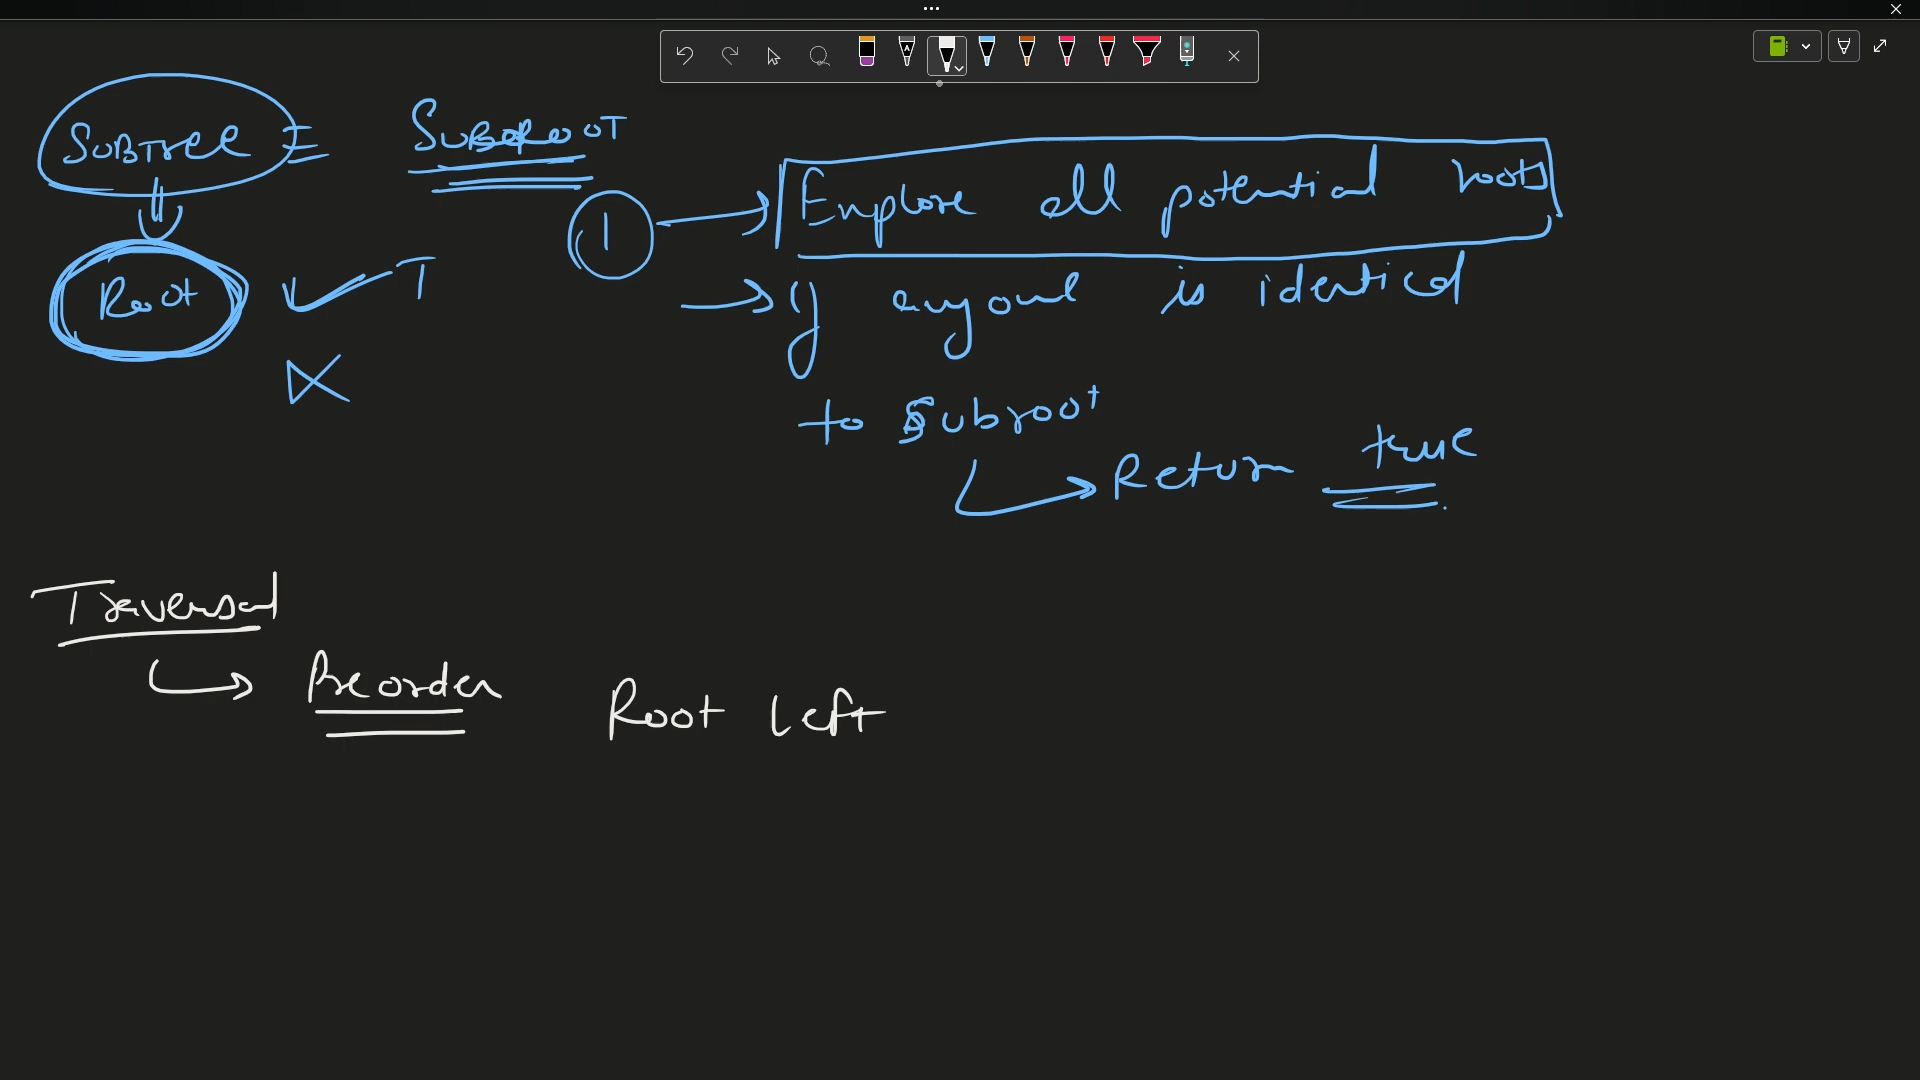 SUBTree = SUBROOT
Root T
1 → Explore all potential roots
→ if anyone is identical
to subroot
Return true
Traversal
Preorder Root Left